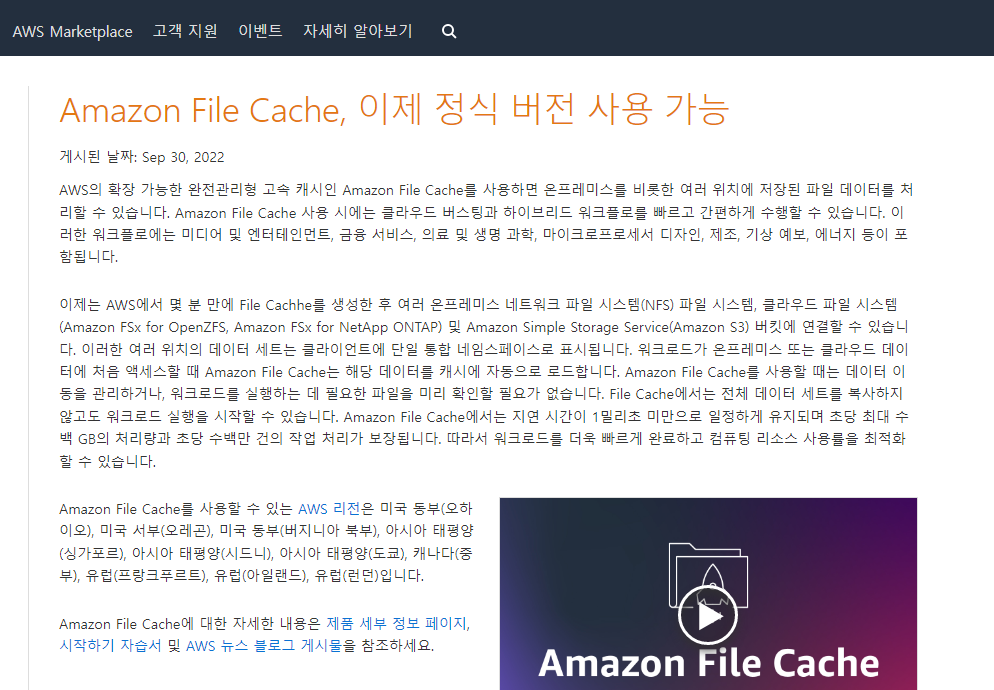 AWS Marketplace 고객 지원 이벤트 자세히 알아보기
Amazon File Cache, 이제 정식 버전 사용 가능
게시된 날짜: Sep 30, 2022
AWS의 확장 가능한 완전관리형 고속 캐시인 Amazon File Cache를 사용하면 온프레미스를 비롯한 여러 위치에 저장된 파일 데이터를 처
리할 수 있습니다. Amazon File Cache 사용 시에는 클라우드 버스팅과 하이브리드 워크플로를 빠르고 간편하게 수행할 수 있습니다. 이
러한 워크플로에는 미디어 및 엔터테인먼트, 금융 서비스, 의료 및 생명 과학, 마이크로프로세서 디자인, 제조, 기상 예보, 에너지 등이 포
함됩니다.
이제는 AWS에서 몇 분 만에 File Cachhe를 생성한 후 여러 온프레미스 네트워크 파일 시스템(NFS) 파일 시스템, 클라우드 파일 시스템
(Amazon FSx for OpenZFS, Amazon FSx for NetApp ONTAP) 및 Amazon Simple Storage Service(Amazon S3) 버킷에 연결할 수 있습니
다. 이러한 여러 위치의 데이터 세트는 클라이언트에 단일 통합 네임스페이스로 표시됩니다. 워크로드가 온프레미스 또는 클라우드 데이
터에 처음 액세스할 때 Amazon File Cache는 해당 데이터를 캐시에 자동으로 로드합니다. Amazon File Cache를 사용할 때는 데이터 이
동을 관리하거나, 워크로드를 실행하는 데 필요한 파일을 미리 확인할 필요가 없습니다. File Cache에서는 전체 데이터 세트를 복사하지
않고도 워크로드 실행을 시작할 수 있습니다. Amazon File Cache에서는 지연 시간이 1밀리초 미만으로 일정하게 유지되며 초당 최대 수
백 GB의 처리량과 초당 수백만 건의 작업 처리가 보장됩니다. 따라서 워크로드를 더욱 빠르게 완료하고 컴퓨팅 리소스 사용률을 최적화
할 수 있습니다.
Amazon File Cache를 사용할 수 있는 AWS 리전은 미국 동부(오하
이오), 미국 서부(오레곤), 미국 동부(버지니아 북부), 아시아 태평양
(싱가포르), 아시아 태평양(시드니), 아시아 태평양(도쿄), 캐나다(중
부), 유럽(프랑크푸르트), 유럽(아일랜드), 유럽(런던)입니다.
Amazon File Cache에 대한 자세한 내용은 제품 세부 정보 페이지,
시작하기 자습서 및 AWS 뉴스 블로그 게시물을 참조하세요.
Amazon File Cache